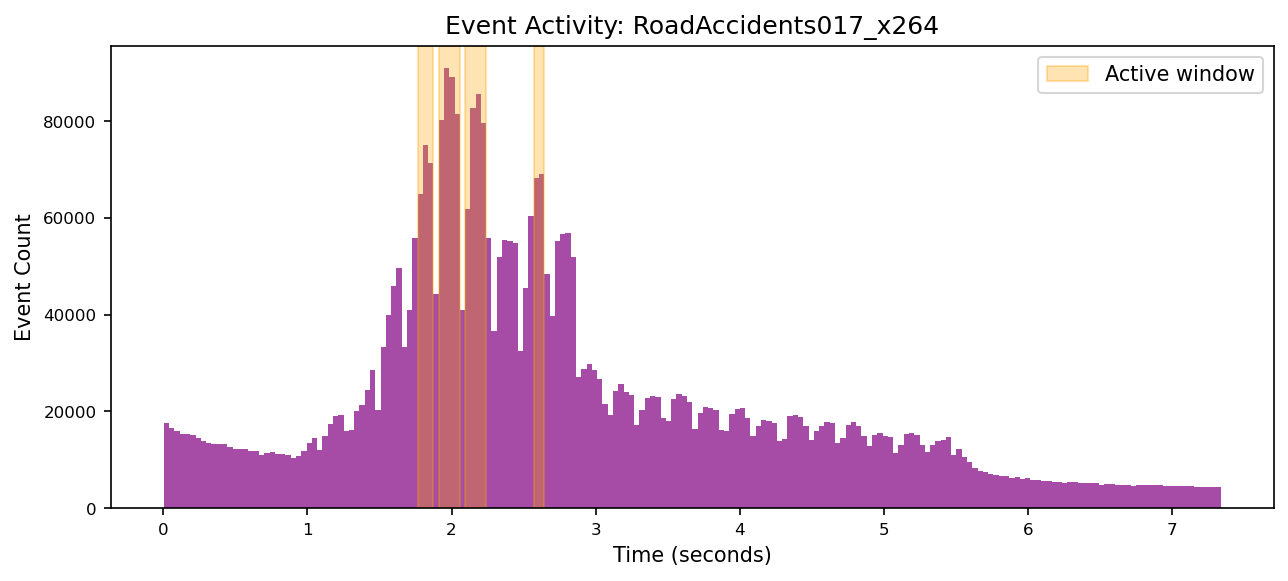 Event Activity: RoadAccidents017_x264
Active window
Event Count
80000
60000
40000
20000
0
0 1 2 3 4 5 6 7
Time (seconds)